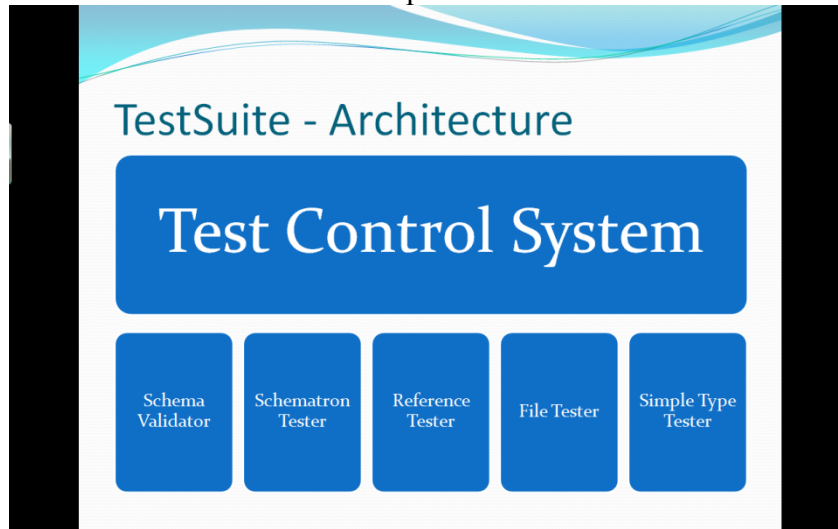 TestSuite - Architecture
Test Control System
Schema
Validator
Schematron
Tester
Reference
Tester
File Tester
Simple Type
Tester